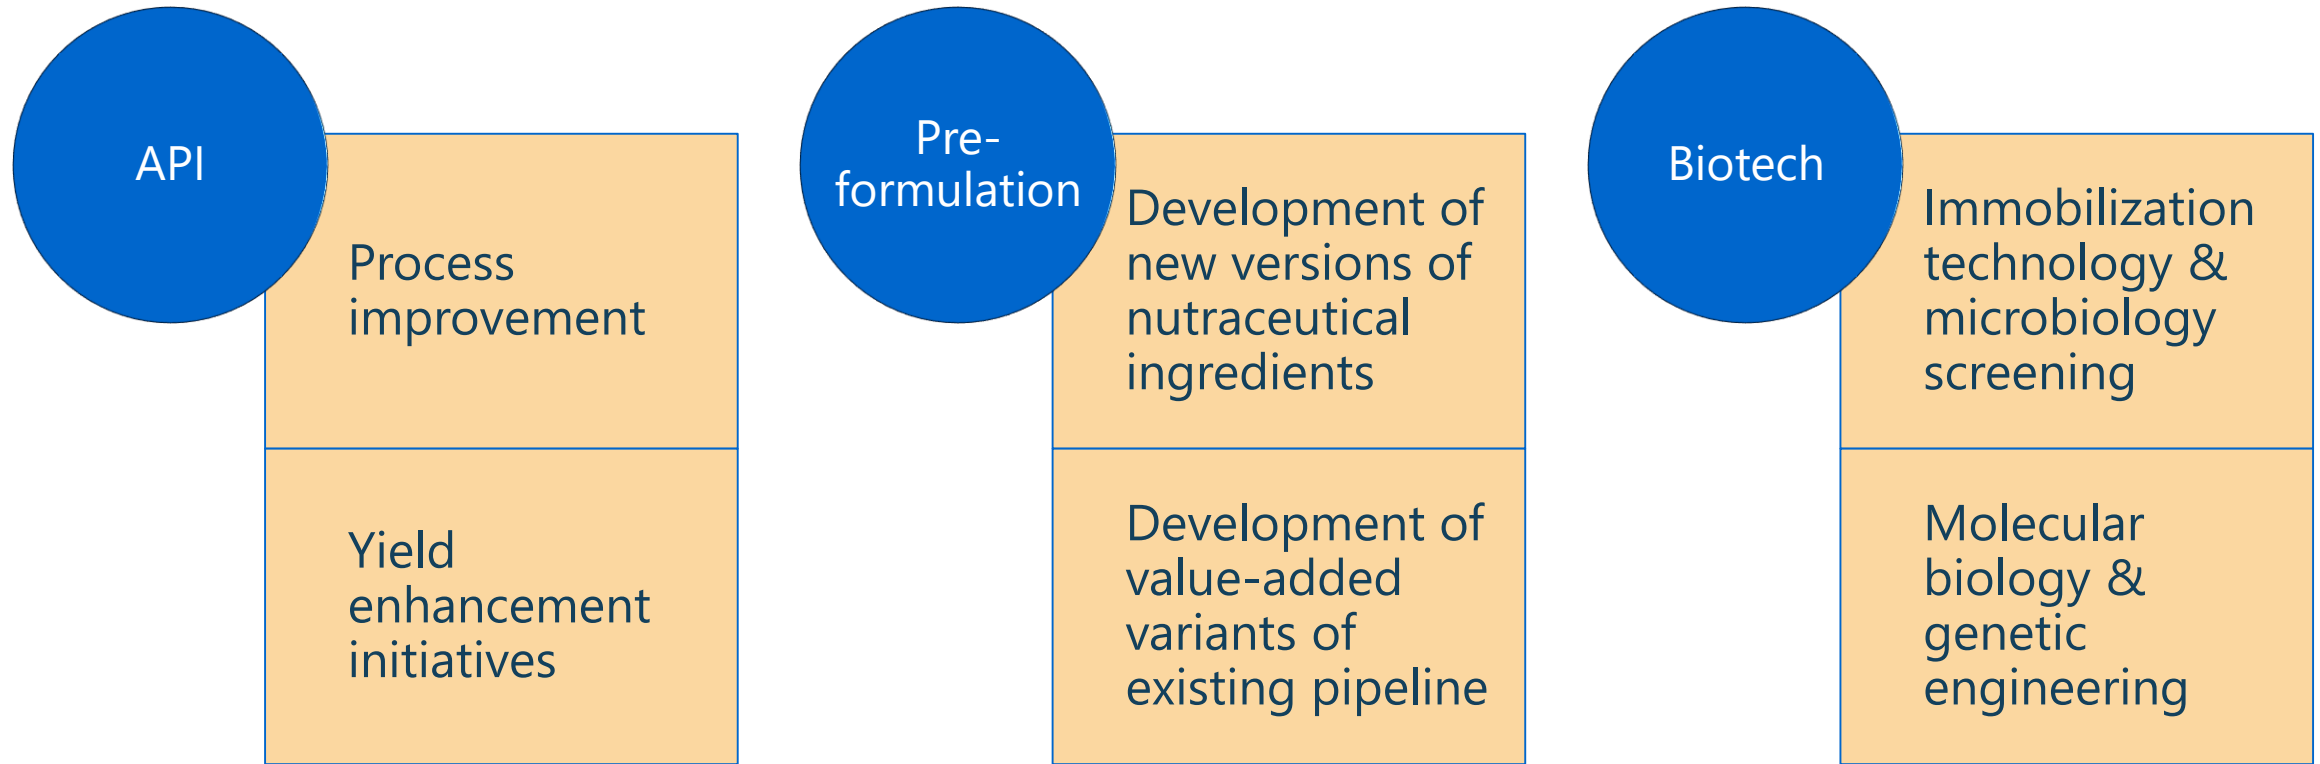 API
Process
improvement
Yield
enhancement
initiatives
Pre-
formulation
Development of
new versions of
nutraceutical
ingredients
Development of
value-added
variants of
existing pipeline
Biotech
Immobilization
technology &
microbiology
screening
Molecular
biology &
genetic
engineering